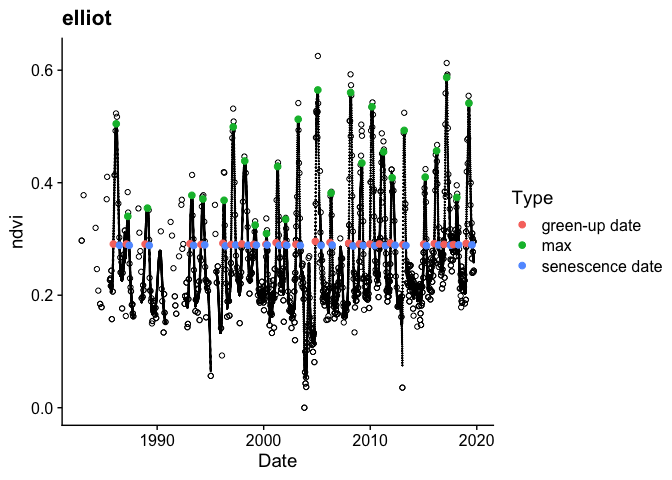 elliot
0.6
0.4
0.2
0.0
ndvi
1990
2000
2010
2020
Date
Type
green-up date
max
senescence date